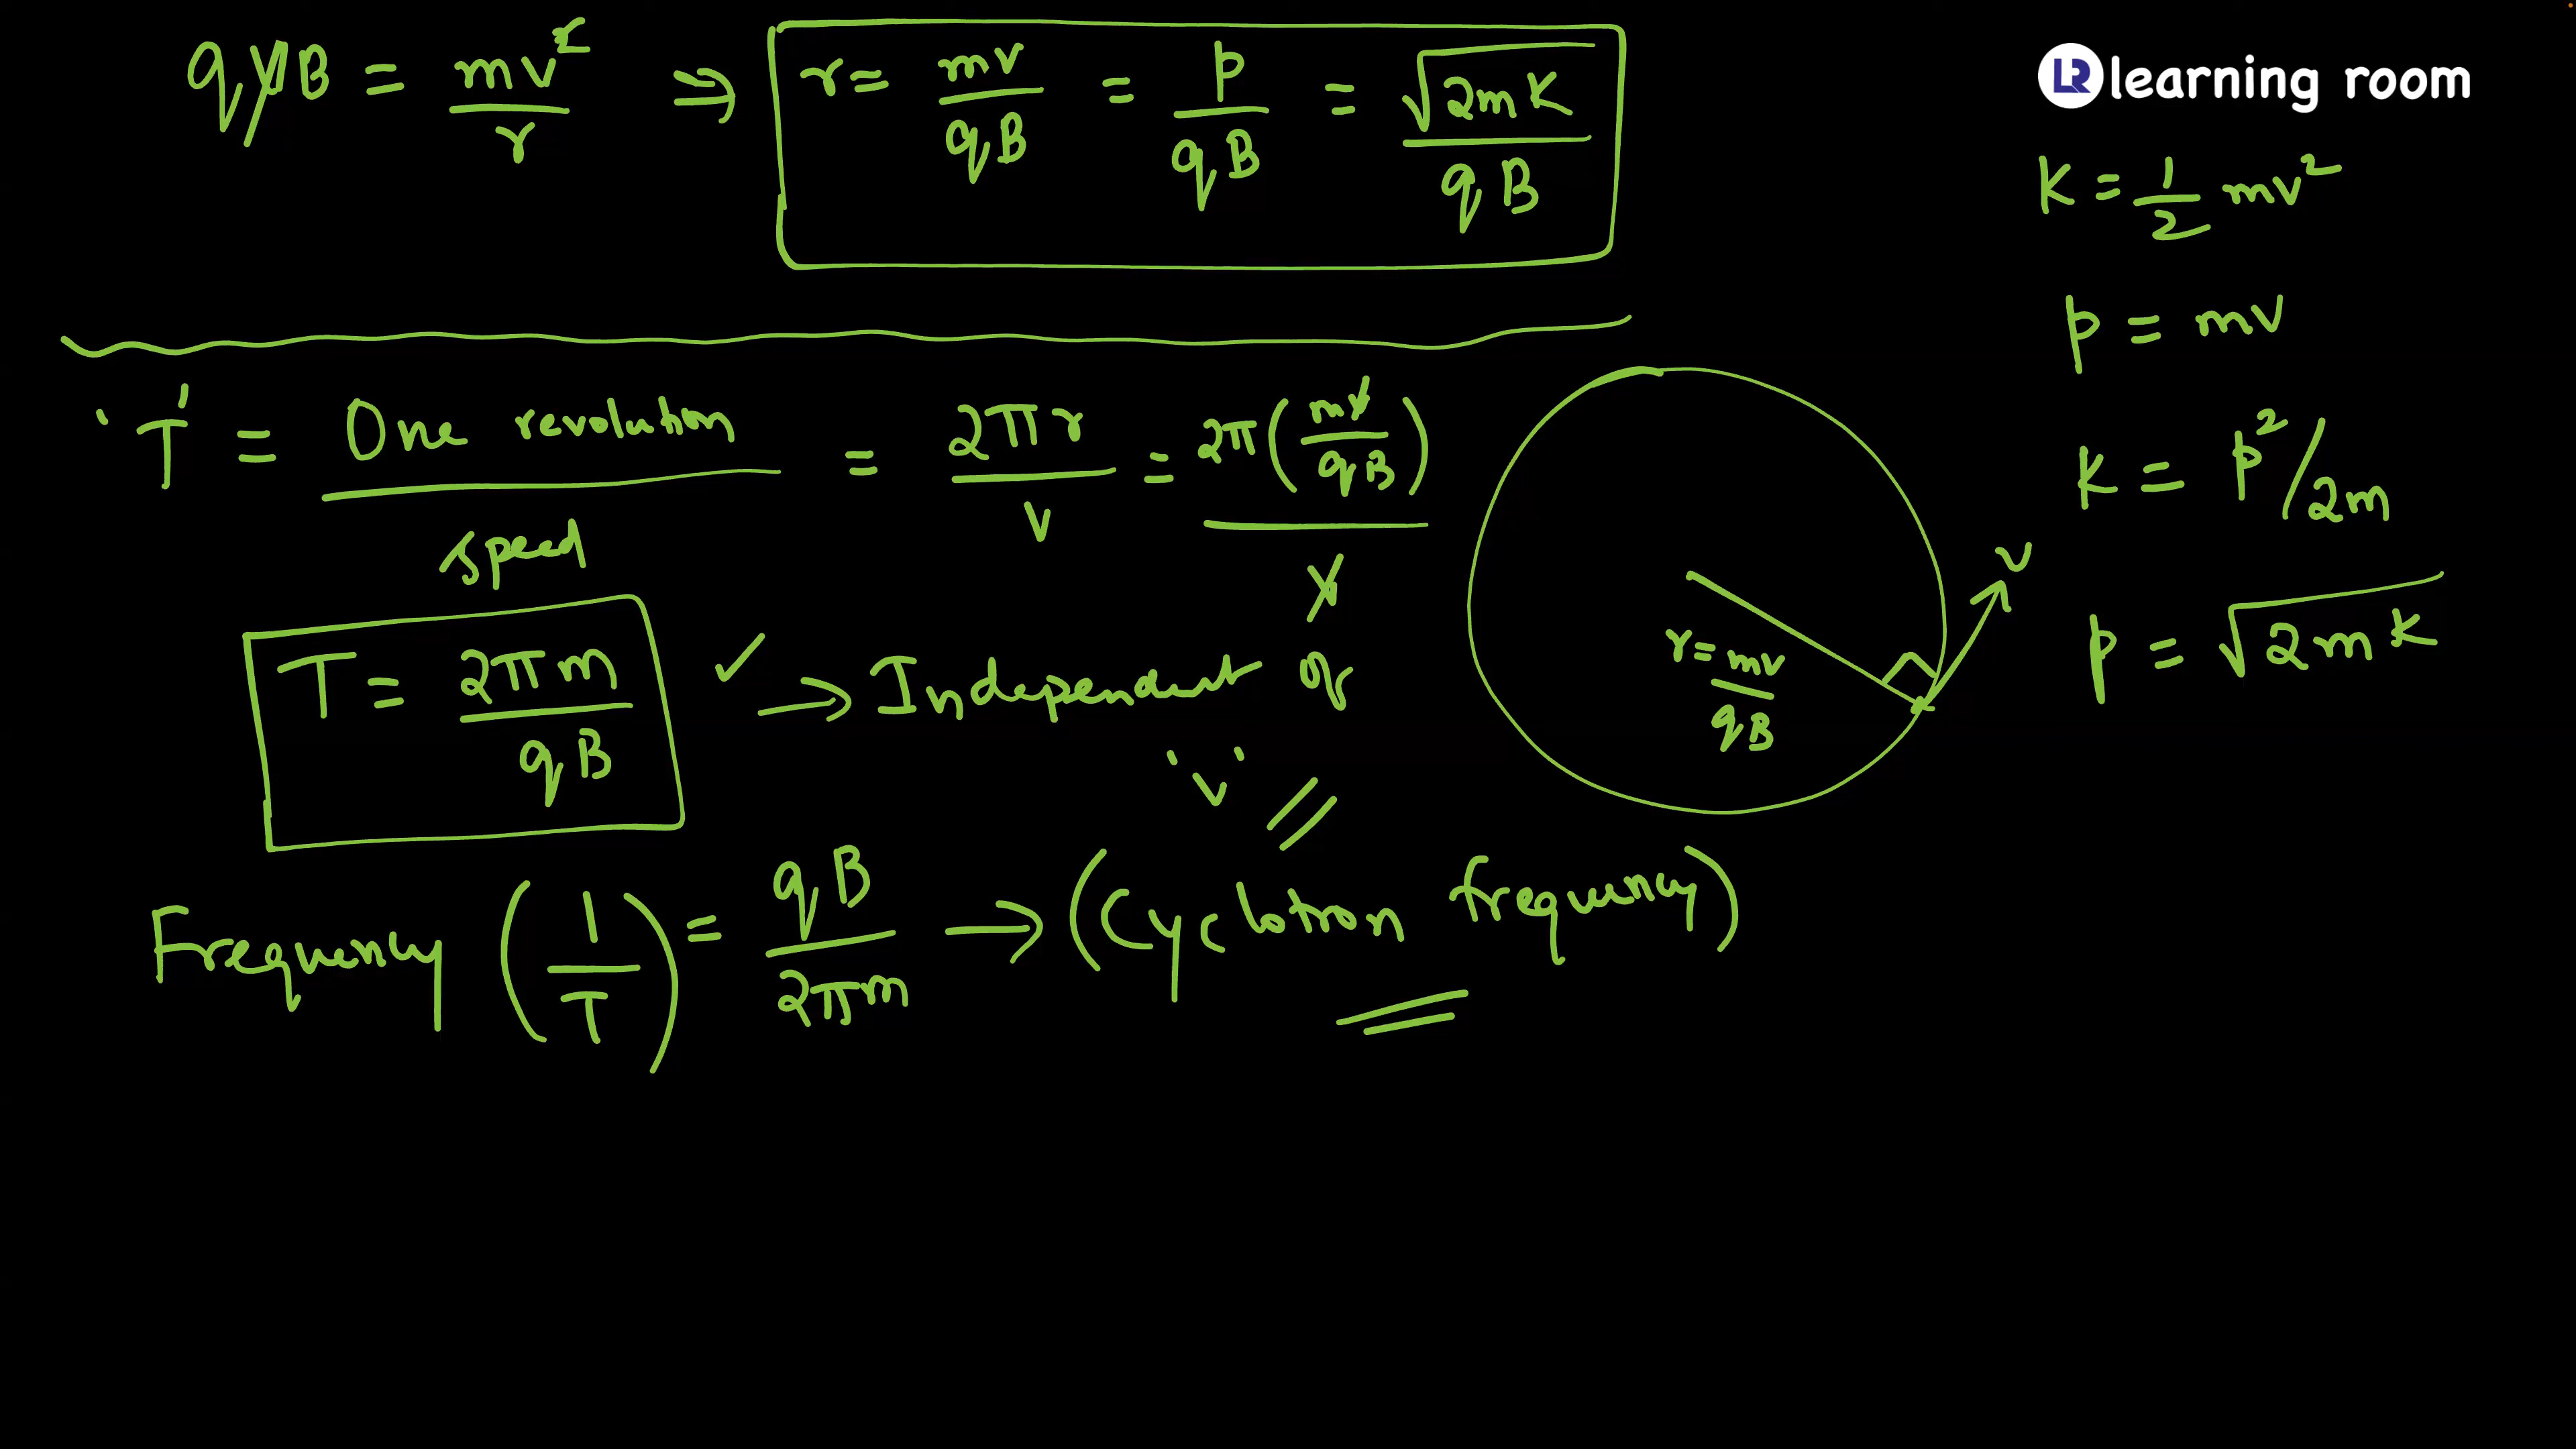 qvB = mv²/r ⇒ r = mv/qB = p/qB = √2mK/qB
LR learning room
K = 1/2 mv²
p = mv
'T' = One revolution/speed = 2πr/v = 2π(mv/qB)/v
K = p²/2m
v
r = mv/qB
p = √2mK
T = 2πm/qB ✓ → Independent of
'v'
Frequency (1/T) = qB/2πm → (Cyclotron frequency)